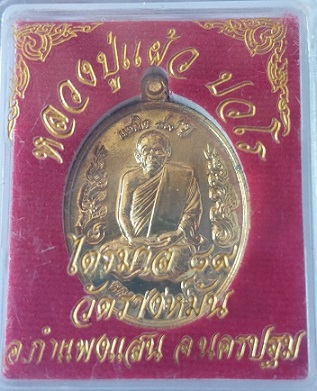 หลวงปู่แผ้ว ปวโร
ไตรมาส ๖๙
วัดรางหมัน
อ.กำแพงแสน จ.นครปฐม